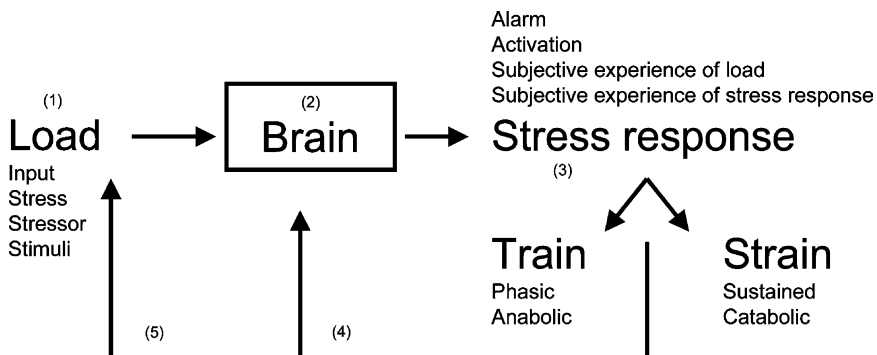 Alarm
Activation
Subjective experience of load
Subjective experience of stress response
(1)
Load
Input
Stress
Stressor
Stimuli
(2)
Brain
Stress response
(3)
Train
Phasic
Anabolic
Strain
Sustained
Catabolic
(5)
(4)